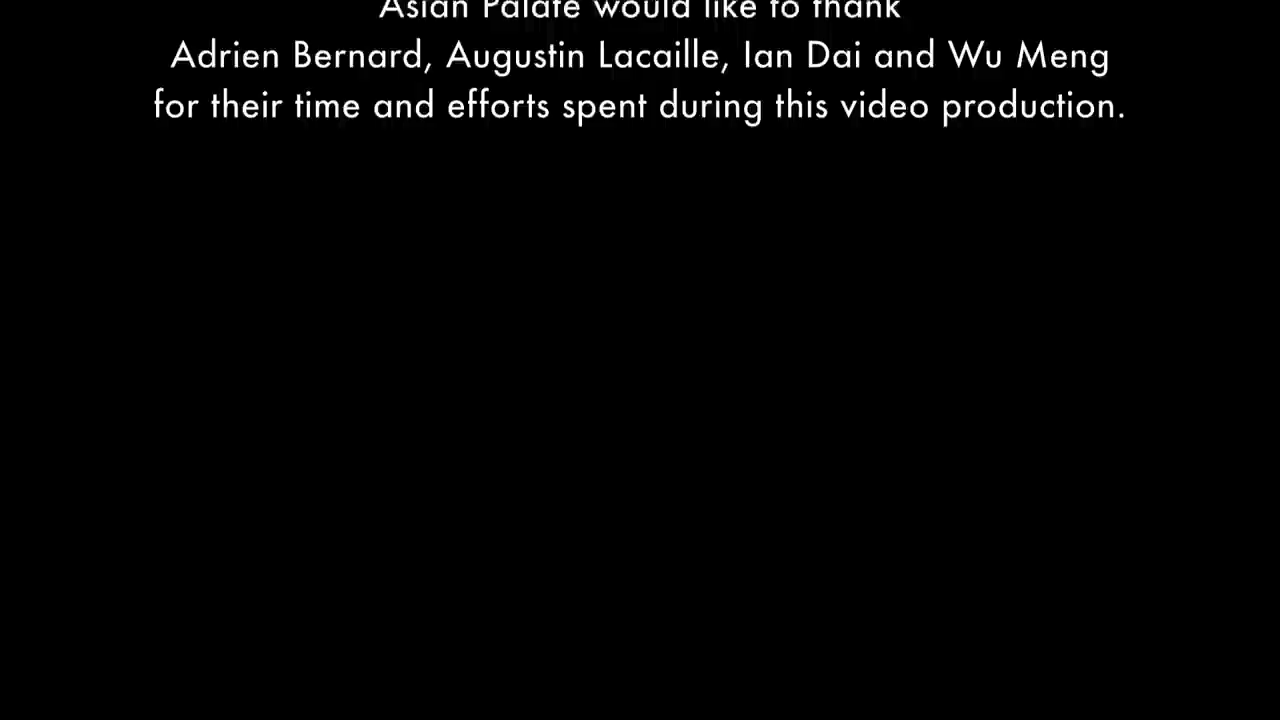 Asian Palate would like to thank
Adrien Bernard, Augustin Lacaille, Ian Dai and Wu Meng
for their time and efforts spent during this video production.